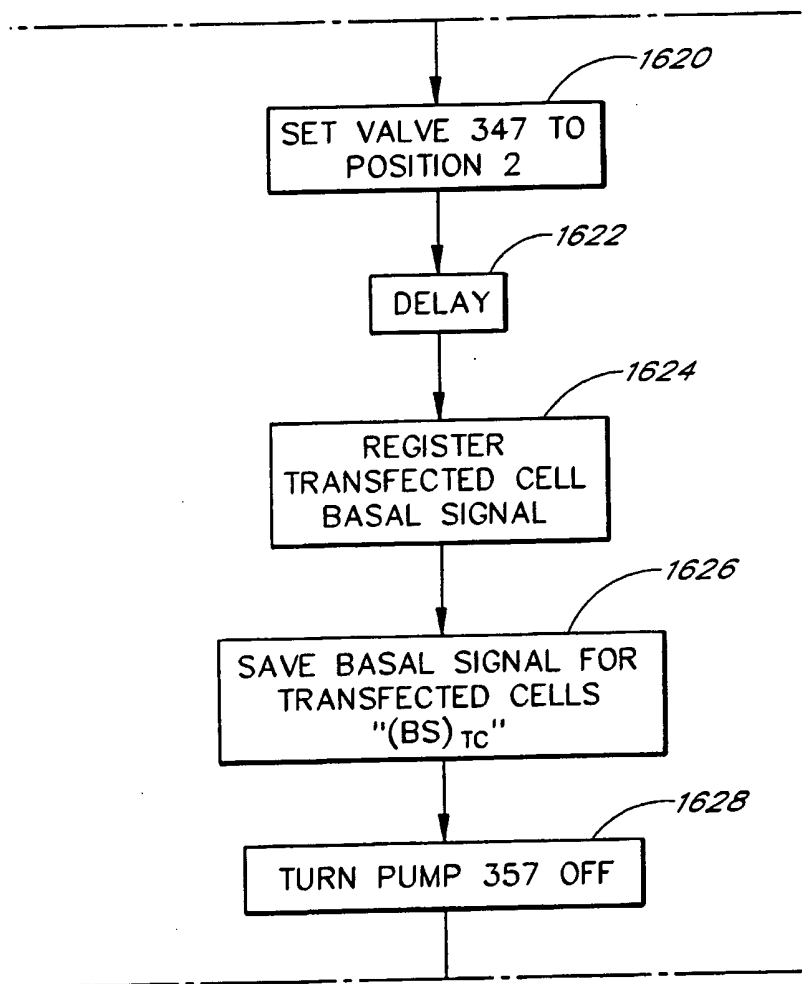 1620
SET VALVE 347 TO
POSITION 2
1622
DELAY
1624
REGISTER
TRANSFECTED CELL
BASAL SIGNAL
1626
SAVE BASAL SIGNAL FOR
TRANSFECTED CELLS
"(BS)TC"
1628
TURN PUMP 357 OFF